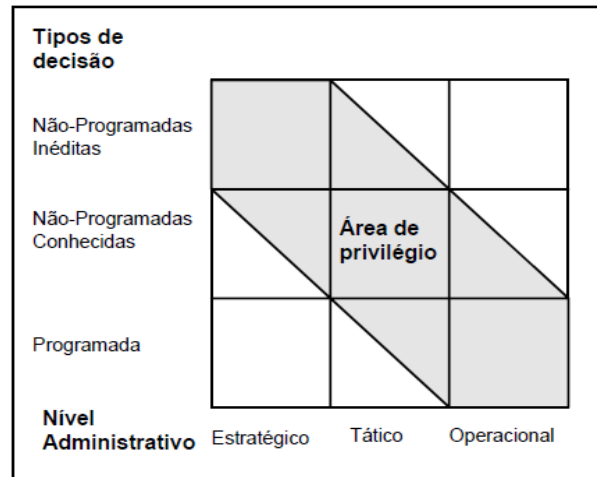 Tipos de
decisão
Não-Programadas
Inéditas
Não-Programadas
Conhecidas
Área de
privilégio
Programada
Nível
Administrativo
Estratégico
Tático
Operacional